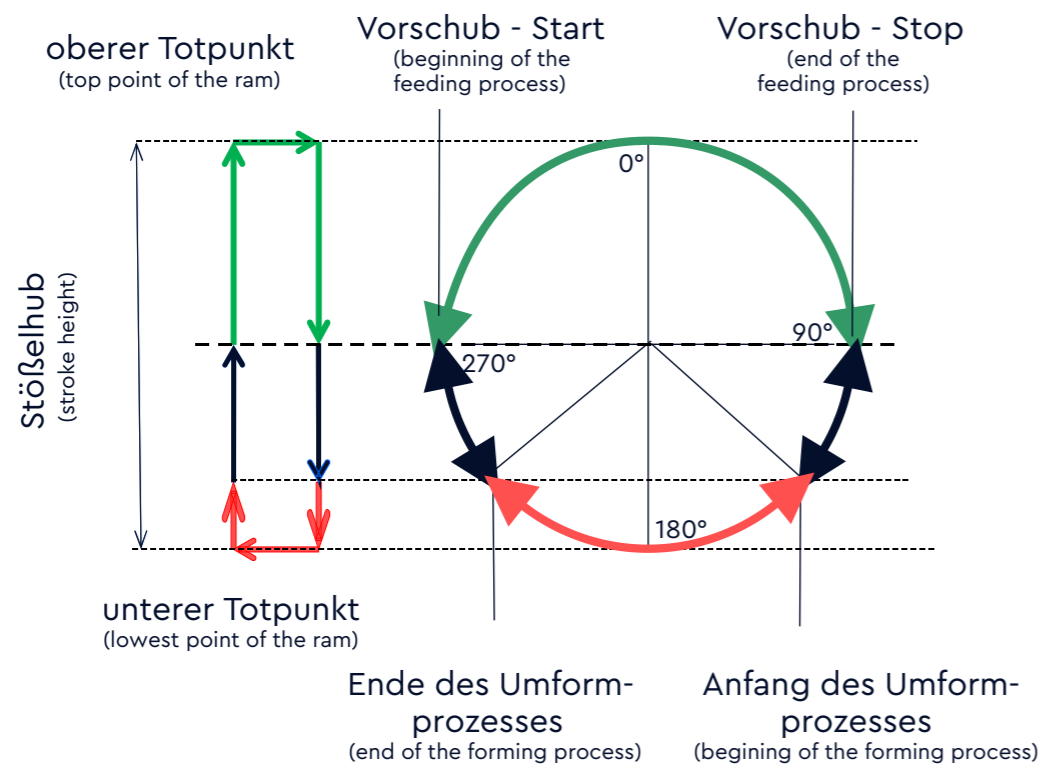 oberer Totpunkt
(top point of the ram)
Vorschub - Start
(beginning of the
feeding process)
Vorschub - Stop
(end of the
feeding process)
0°
90°
270°
180°
Stößelhub
(stroke height)
unterer Totpunkt
(lowest point of the ram)
Ende des Umform-
prozesses
(end of the forming process)
Anfang des Umform-
prozesses
(begining of the forming process)